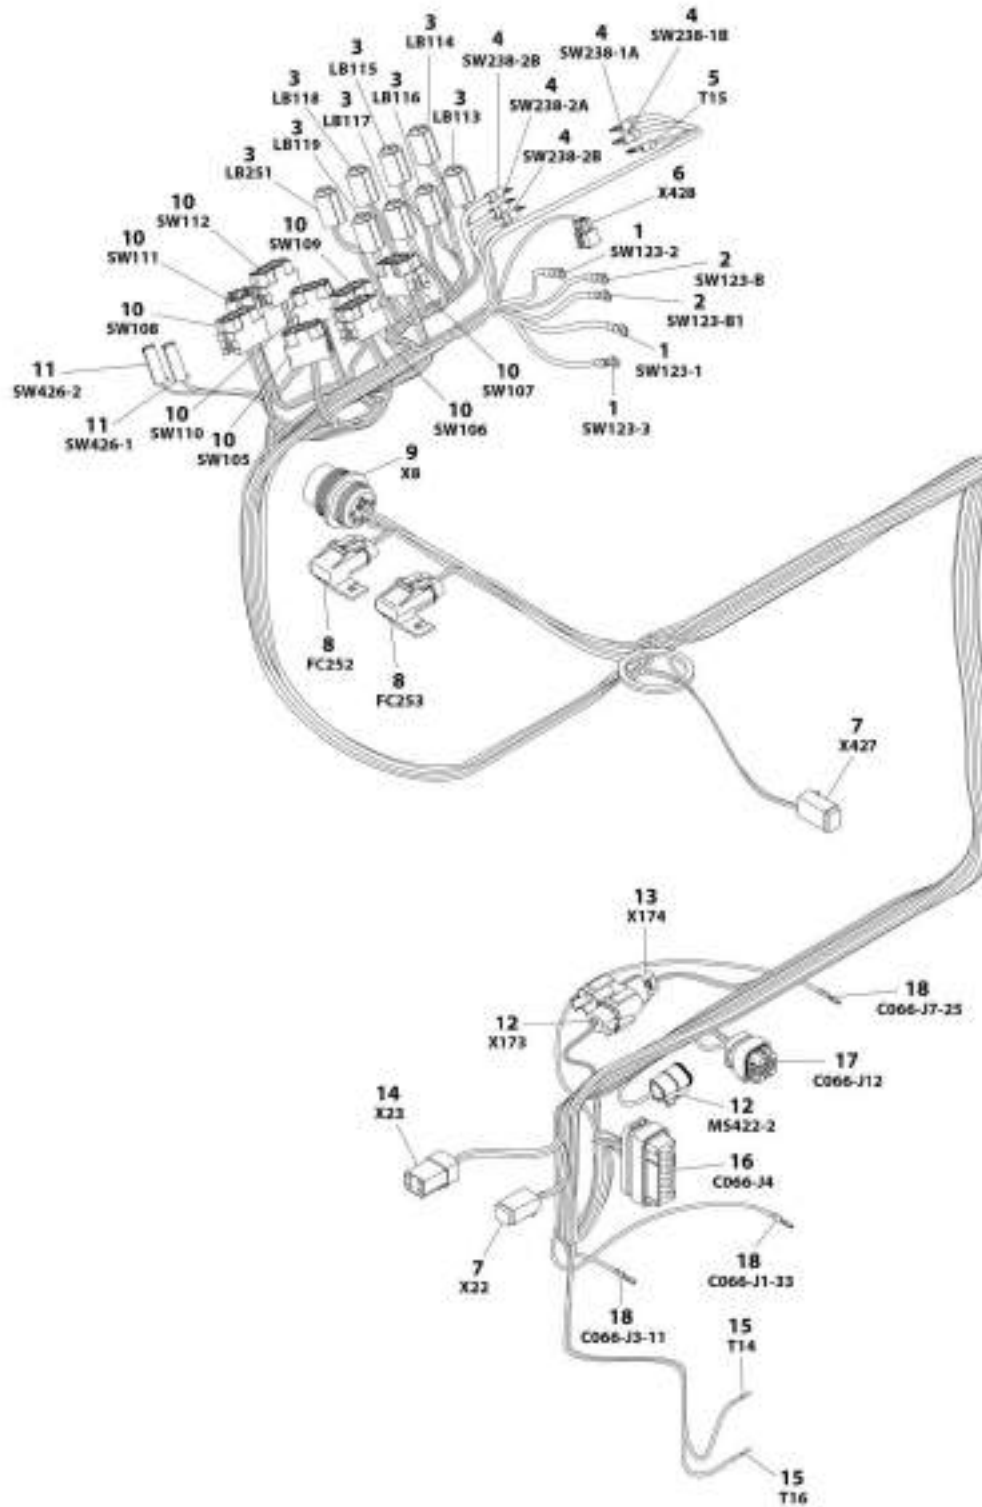 3
LB114
4
SW238-2B
4
SW238-1A
4
SW238-1B
3
LB115
3
LB116
5
T15
3
LB118
3
LB117
3
LB113
4
SW238-2A
3
LB119
4
SW238-2B
3
LB251
6
X428
10
SW112
10
SW109
1
SW123-2
10
SW111
2
SW123-B
10
SW108
2
SW123-B1
11
SW426-2
1
SW123-1
10
SW107
11
SW426-1
10
SW110
10
SW105
10
SW106
1
SW123-3
9
X8
8
FC252
8
FC253
7
X427
13
X174
18
C066-J7-25
12
X173
17
C066-J12
14
X23
12
MS422-2
16
C066-J4
7
X22
18
C066-J1-33
18
C066-J3-11
15
T14
15
T16